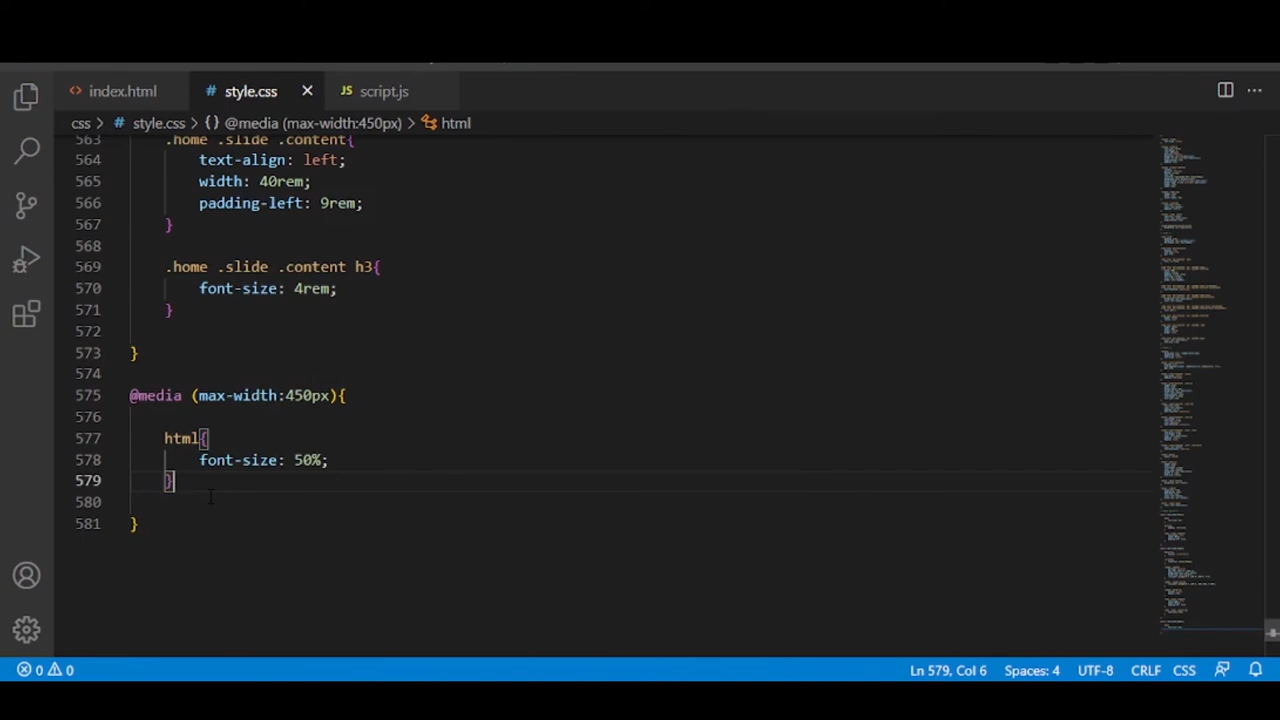 index.html
style.css
script.js
css > style.css > {} @media (max-width:450px) > html
563 .home .slide .content{
564 text-align: left;
565 width: 40rem;
566 padding-left: 9rem;
567 }
568
569 .home .slide .content h3{
570 font-size: 4rem;
571 }
572
573 }
574
575 @media (max-width:450px){
576
577 html{
578 font-size: 50%;
579 }
580
581 }
0 0 Ln 579, Col 6 Spaces: 4 UTF-8 CRLF CSS